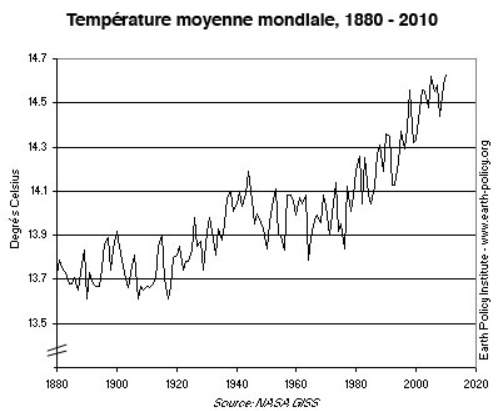 Température moyenne mondiale, 1880 - 2010
14.7
14.5
14.3
14.1
13.9
13.7
13.5
Degrés Celsius
1880 1900 1920 1940 1960 1980 2000 2020
Source: NASA GISS
Earth Policy Institute - www.earth-policy.org